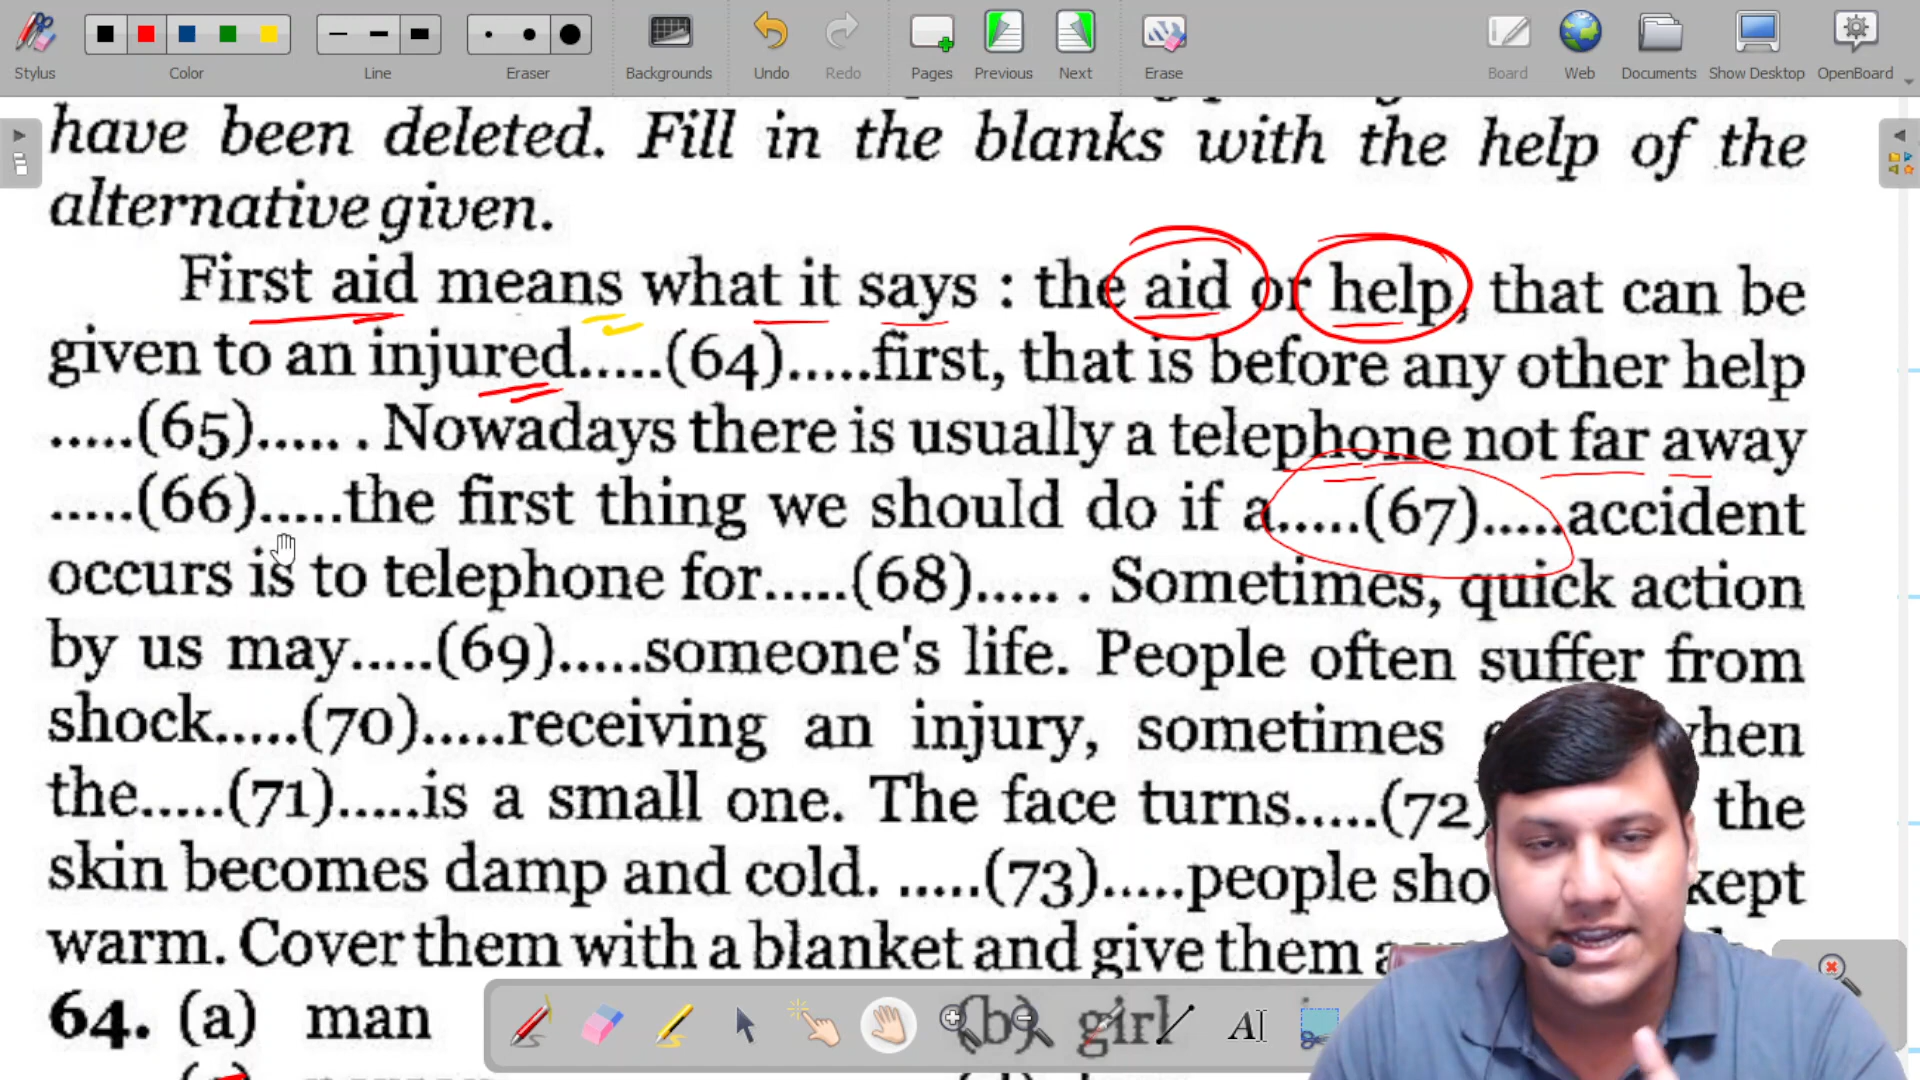 Stylus
Color
Line
Eraser
Backgrounds
Undo
Redo
Pages
Previous
Next
Erase
Board
Web
Documents
Show Desktop
OpenBoard
have been deleted. Fill in the blanks with the help of the
alternative given.
First aid means what it says : the aid or help, that can be
given to an injured.....(64).....first, that is before any other help
.....(65)..... . Nowadays there is usually a telephone not far away
.....(66).....the first thing we should do if a.....(67).....accident
occurs is to telephone for.....(68)..... . Sometimes, quick action
by us may.....(69).....someone's life. People often suffer from
shock.....(70).....receiving an injury, sometimes when
the.....(71).....is a small one. The face turns.....(72) the
skin becomes damp and cold. .....(73).....people kept
warm. Cover them with a blanket and give them
64. (a) man (b) girl